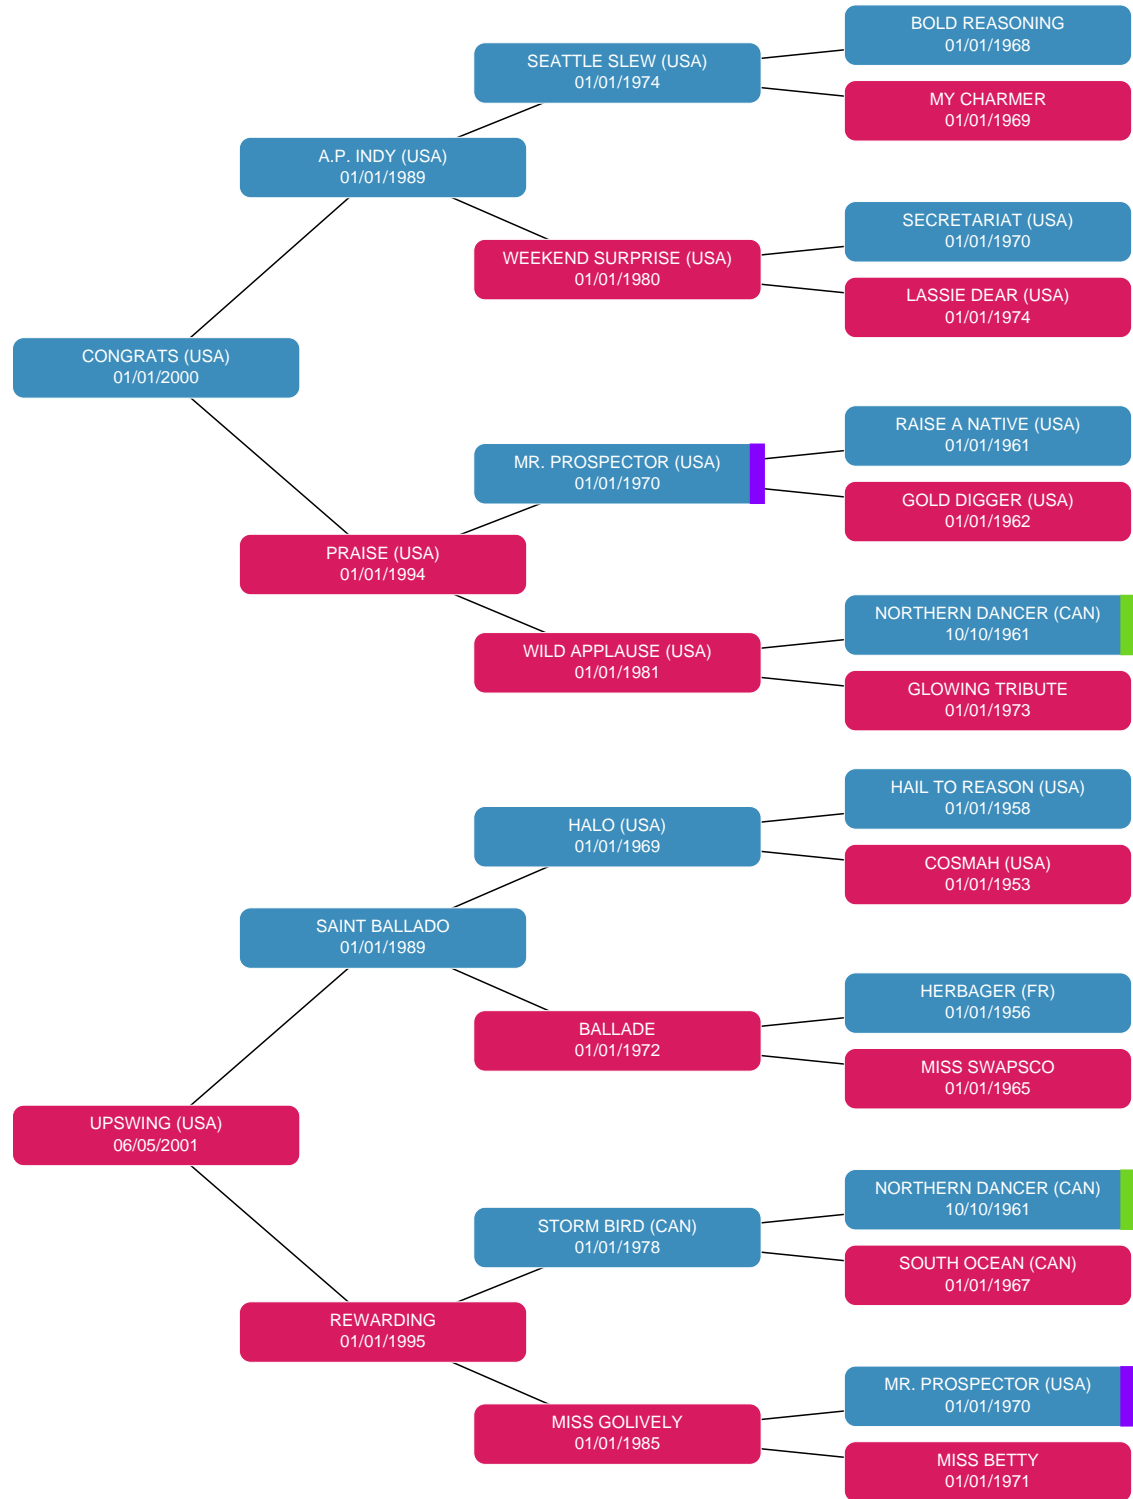 BOLD REASONING
01/01/1968
SEATTLE SLEW (USA)
01/01/1974
MY CHARMER
01/01/1969
A.P. INDY (USA)
01/01/1989
SECRETARIAT (USA)
01/01/1970
WEEKEND SURPRISE (USA)
01/01/1980
LASSIE DEAR (USA)
01/01/1974
CONGRATS (USA)
01/01/2000
RAISE A NATIVE (USA)
01/01/1961
MR. PROSPECTOR (USA)
01/01/1970
GOLD DIGGER (USA)
01/01/1962
PRAISE (USA)
01/01/1994
NORTHERN DANCER (CAN)
10/10/1961
WILD APPLAUSE (USA)
01/01/1981
GLOWING TRIBUTE
01/01/1973
HAIL TO REASON (USA)
01/01/1958
HALO (USA)
01/01/1969
COSMAH (USA)
01/01/1953
SAINT BALLADO
01/01/1989
HERBAGER (FR)
01/01/1956
BALLADE
01/01/1972
MISS SWAPSCO
01/01/1965
UPSWING (USA)
06/05/2001
NORTHERN DANCER (CAN)
10/10/1961
STORM BIRD (CAN)
01/01/1978
SOUTH OCEAN (CAN)
01/01/1967
REWARDING
01/01/1995
MR. PROSPECTOR (USA)
01/01/1970
MISS GOLIVELY
01/01/1985
MISS BETTY
01/01/1971